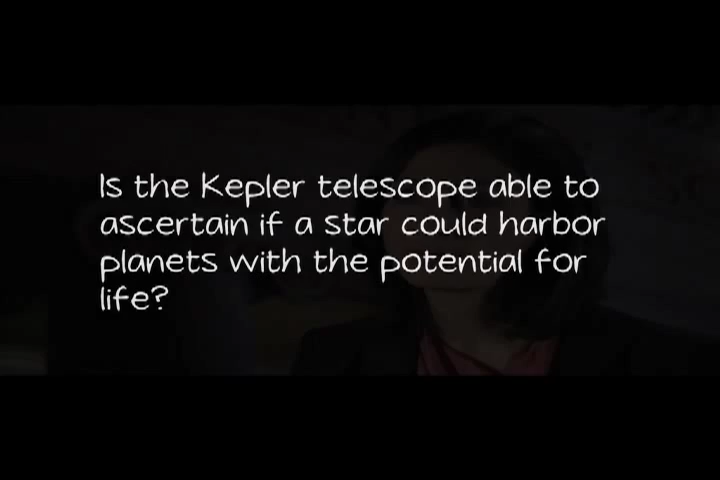 Is the Kepler telescope able to
ascertain if a star could harbor
planets with the potential for
life?